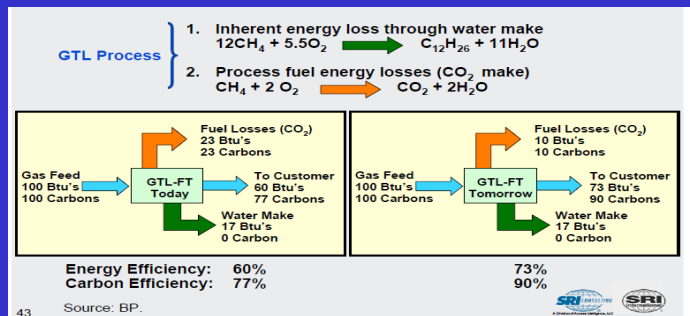 GTL Process
1. Inherent energy loss through water make
12CH4 + 5.5O2 C12H26 + 11H2O
2. Process fuel energy losses (CO2 make)
CH4 + 2 O2 CO2 + 2H2O
Fuel Losses (CO2)
23 Btu's
23 Carbons
Gas Feed
100 Btu's
100 Carbons
GTL-FT
Today
To Customer
60 Btu's
77 Carbons
Water Make
17 Btu's
0 Carbon
Fuel Losses (CO2)
10 Btu's
10 Carbons
Gas Feed
100 Btu's
100 Carbons
GTL-FT
Tomorrow
To Customer
73 Btu's
90 Carbons
Water Make
17 Btu's
0 Carbon
Energy Efficiency: 60% 73%
Carbon Efficiency: 77% 90%
43 Source: BP.
SRI CONSULTING
SRI